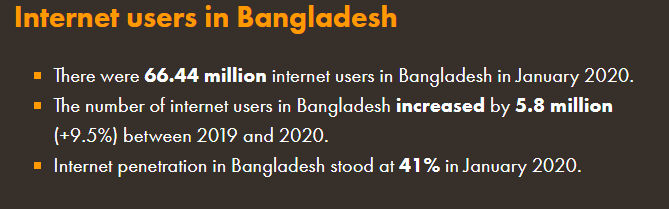 Internet users in Bangladesh
There were 66.44 million internet users in Bangladesh in January 2020.
The number of internet users in Bangladesh increased by 5.8 million
(+9.5%) between 2019 and 2020.
Internet penetration in Bangladesh stood at 41% in January 2020.